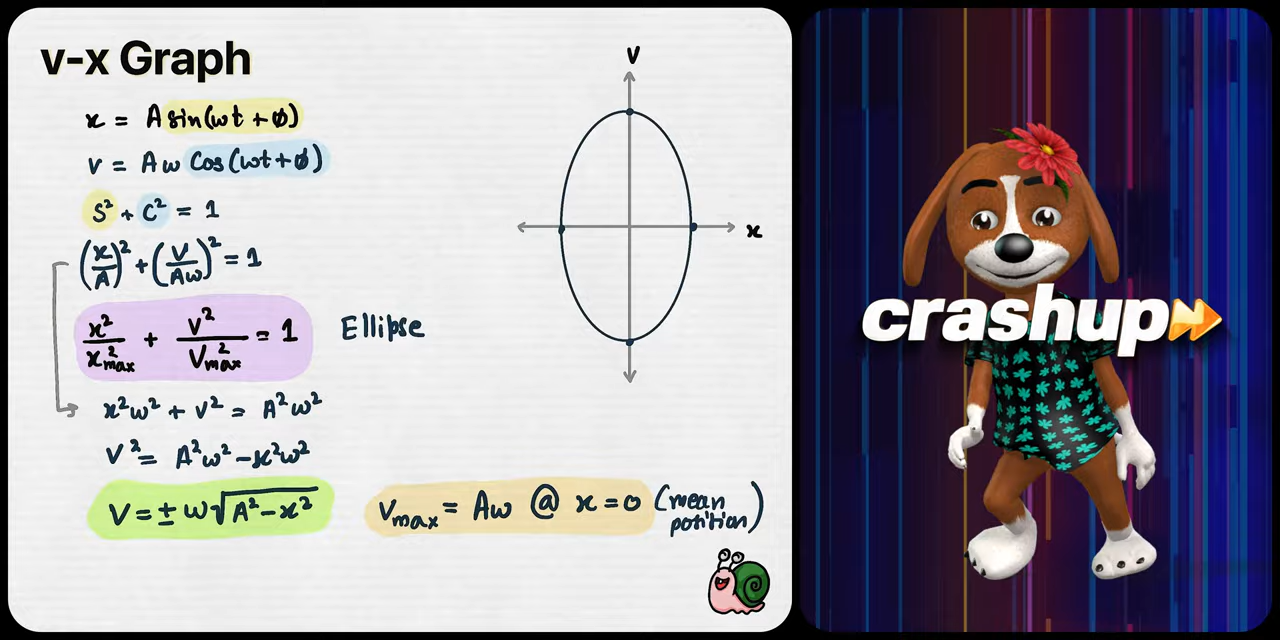 v-x Graph
x = A sin(ωt + φ)
v = Aω Cos(ωt + φ)
S² + C² = 1
(x/A)² + (v/Aω)² = 1
x²/x²max + v²/V²max = 1 Ellipse
x²ω² + v² = A²ω²
V² = A²ω² - x²ω²
V = ± ω√(A² - x²)
Vmax = Aω @ x = 0 (mean
position)
V
x
crashup